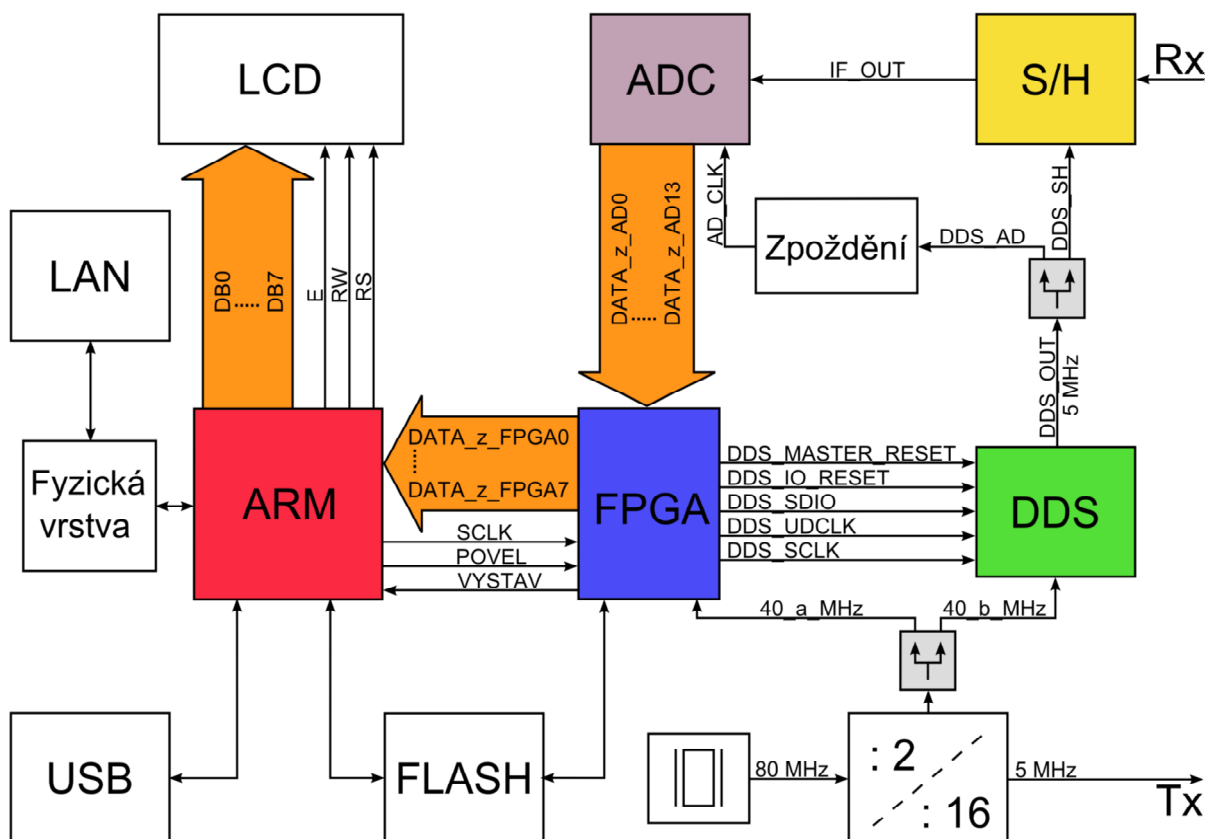 LCD
ADC
IF_OUT
S/H
Rx
DB0
......
DB7
E
RW
RS
DATA_z_AD0
......
DATA_z_AD13
AD_CLK
Zpoždění
DDS_AD
DDS_SH
LAN
DDS_OUT
5 MHz
Fyzická
vrstva
ARM
DATA_z_FPGA0
......
DATA_z_FPGA7
FPGA
DDS_MASTER_RESET
DDS_IO_RESET
DDS_SDIO
DDS_UDCLK
DDS_SCLK
DDS
SCLK
POVEL
VYSTAV
40_a_MHz
40_b_MHz
USB
FLASH
80 MHz
: 2
: 16
5 MHz
Tx